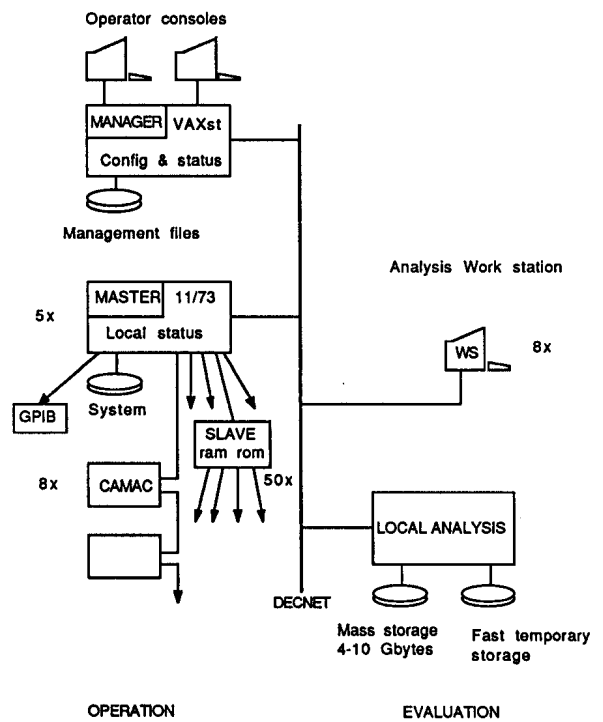 Operator consoles
MANAGER VAXst
Config & status
Management files
Analysis Work station
MASTER 11/73
5x
Local status
WS 8x
GPIB
System
SLAVE
ram rom
8x
CAMAC
50x
LOCAL ANALYSIS
DECNET
Mass storage
4-10 Gbytes
Fast temporary
storage
OPERATION
EVALUATION